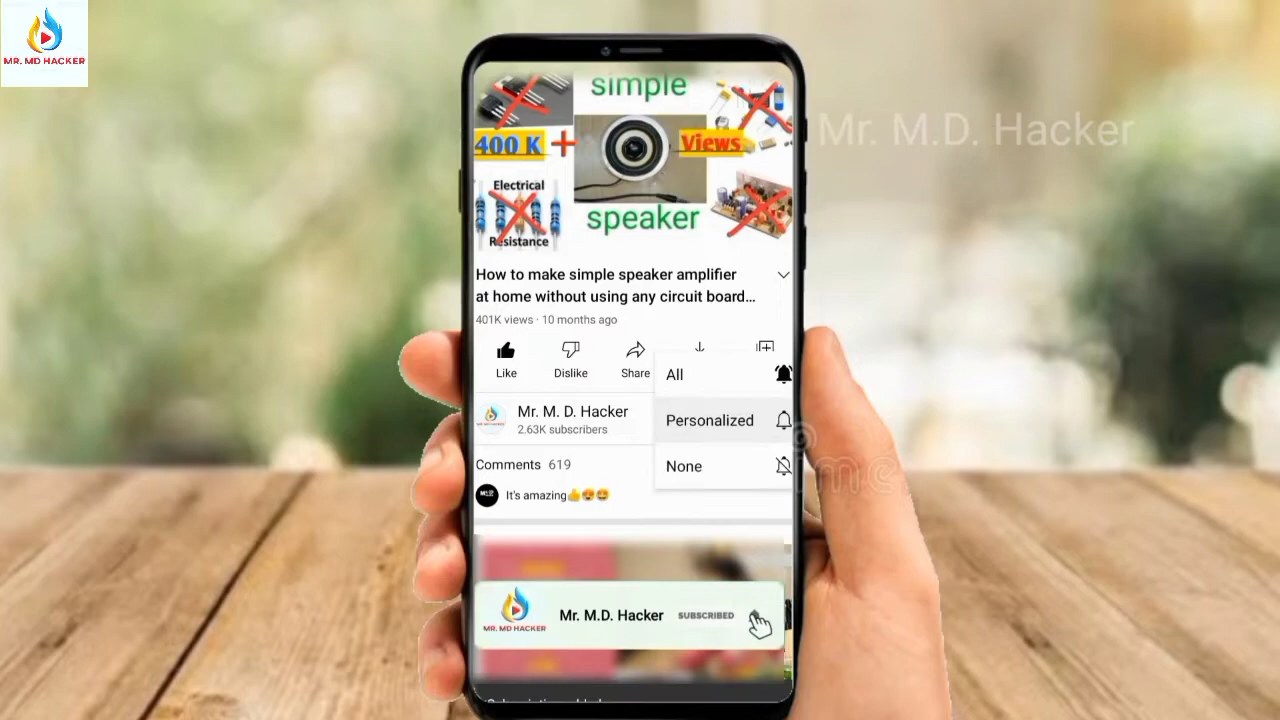 MR. MD HACKER
simple
400 K +
Views
Mr. M.D. Hacker
Electrical
Resistance
speaker
How to make simple speaker amplifier
at home without using any circuit board...
401K views · 10 months ago
Like
Dislike
Share
All
Mr. M. D. Hacker
2.63K subscribers
Personalized
Comments 619
None
It's amazing👍😍🤩
MR. MD HACKER
Mr. M.D. Hacker
SUBSCRIBED